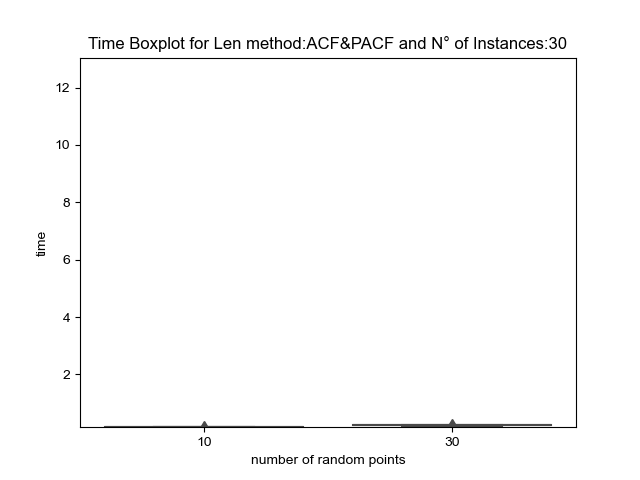 Time Boxplot for Len method:ACF&PACF and N° of Instances:30
12
10
8
6
4
2
time
10
30
number of random points